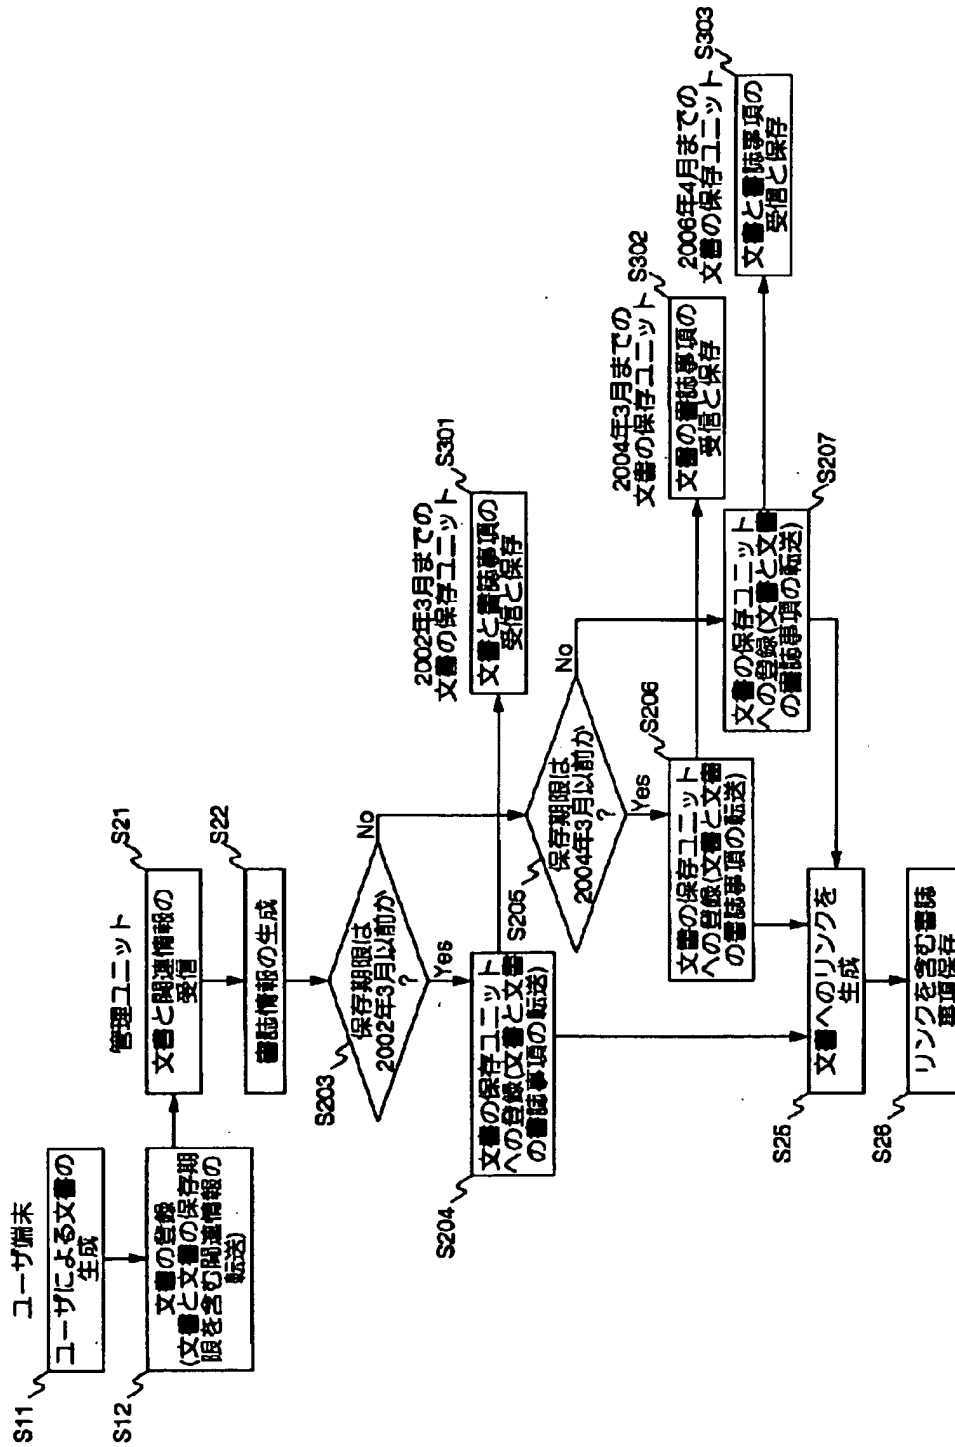 ユーザ端末
S11
ユーザによる文書の
生成
S12
文書の登録
(文書と文書の保存期
限を含む関連情報の
転送)
管理ユニット
S21
文書と関連情報の
受信
S22
書誌情報の生成
S203
保存期限は
2002年3月以前か
?
Yes
No
S204
文書の保存ユニット
への登録(文書と文書
の書誌事項の転送)
2002年3月までの
文書の保存ユニット
S301
文書と書誌事項の
受信と保存
S205
保存期限は
2004年3月以前か
?
Yes
No
S206
文書の保存ユニット
への登録(文書と文書
の書誌事項の転送)
2004年3月までの
文書の保存ユニット
S302
文書の書誌事項の
受信と保存
S207
文書の保存ユニット
への登録(文書と文書
の書誌事項の転送)
2006年4月までの
文書の保存ユニット
S303
文書と書誌事項の
受信と保存
S25
文書へのリンクを
生成
S26
リンクを含む書誌
事項保存